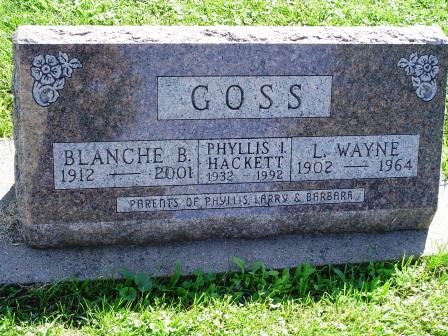 GOSS
BLANCHE B.
1912 — 2001
PHYLLIS I.
HACKETT
1932 - 1992
L. WAYNE
1902 — 1964
PARENTS OF PHYLLIS, LARRY & BARBARA